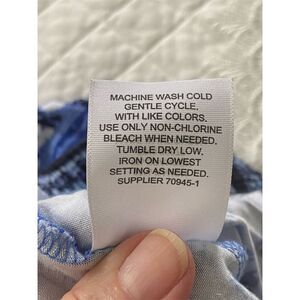 MACHINE WASH COLD
GENTLE CYCLE.
WITH LIKE COLORS.
USE ONLY NON-CHLORINE
BLEACH WHEN NEEDED.
TUMBLE DRY LOW.
IRON ON LOWEST
SETTING AS NEEDED.
SUPPLIER 70945-1